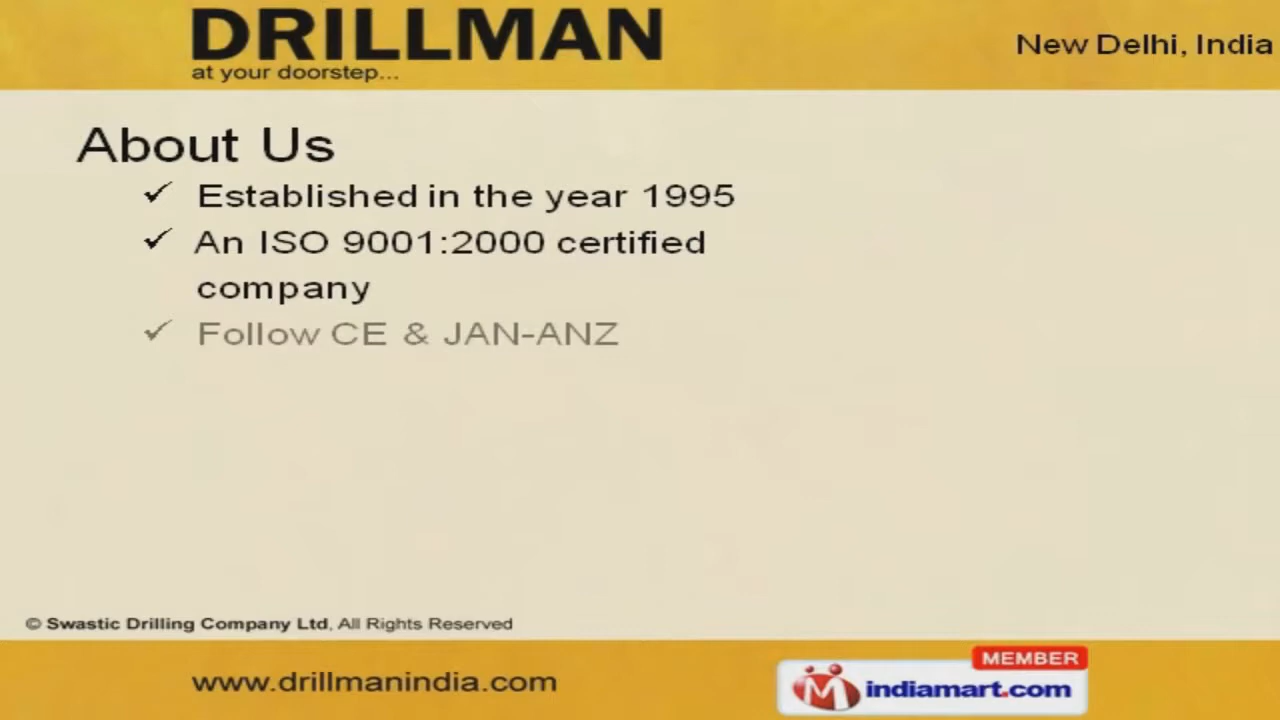 DRILLMAN
at your doorstep...
New Delhi, India
About Us
✓ Established in the year 1995
✓ An ISO 9001:2000 certified
company
✓ Follow CE & JAN-ANZ
© Swastic Drilling Company Ltd, All Rights Reserved
www.drillmanindia.com
MEMBER
M indiamart.com